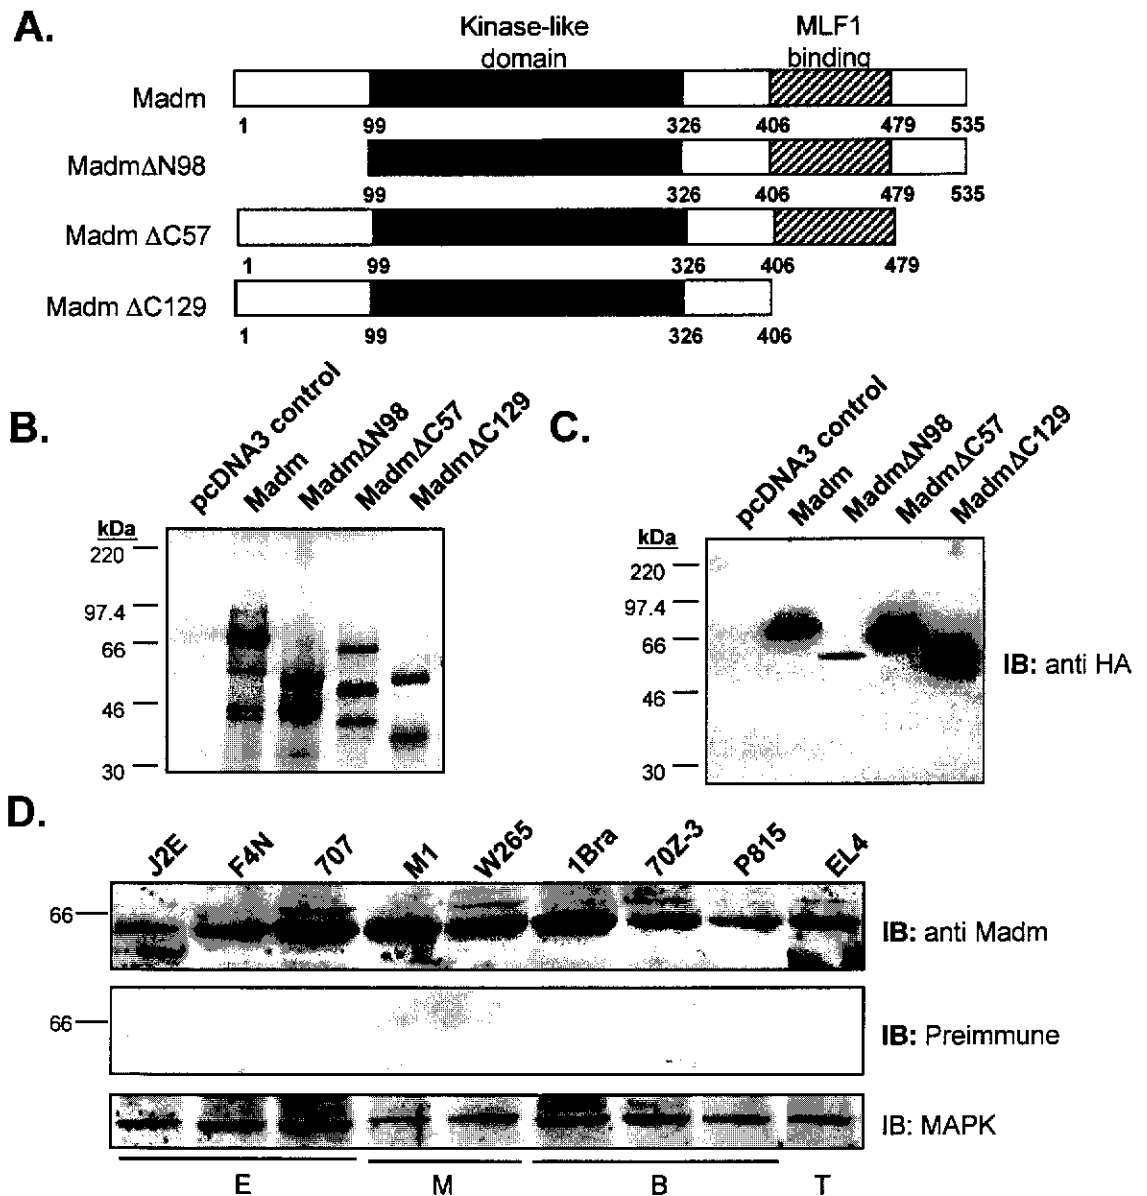 A.
Kinase-like
domain
MLF1
binding
Madm
1 99 326 406 479 535
MadmΔN98
99 326 406 479 535
Madm ΔC57
1 99 326 406 479
Madm ΔC129
1 99 326 406
B.
pcDNA3 control
Madm
MadmΔN98
MadmΔC57
MadmΔC129
kDa
220
97.4
66
46
30
C.
pcDNA3 control
Madm
MadmΔN98
MadmΔC57
MadmΔC129
kDa
220
97.4
66
46
30
IB: anti HA
D.
J2E F4N 707 M1 W265 1Bra 70Z-3 P815 EL4
66
IB: anti Madm
66
IB: Preimmune
IB: MAPK
E M B T